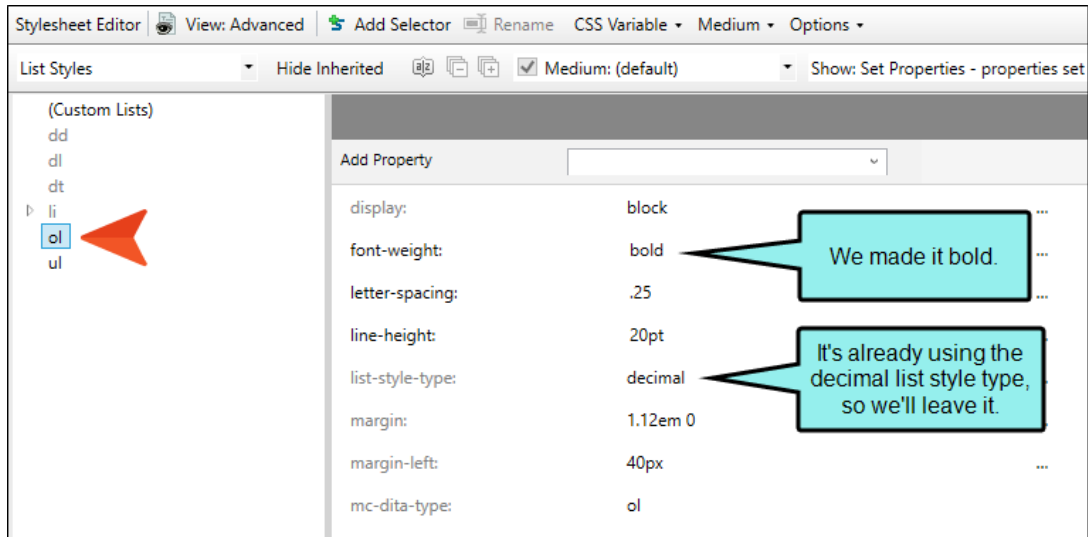 Stylesheet Editor View: Advanced Add Selector Rename CSS Variable Medium Options
List Styles Hide Inherited Medium: (default) Show: Set Properties - properties set
(Custom Lists)
dd
dl
dt
li
ol
ul
Add Property
display: block ...
font-weight: bold ...
We made it bold.
letter-spacing: .25 ...
line-height: 20pt
list-style-type: decimal
It's already using the
decimal list style type,
so we'll leave it.
margin: 1.12em 0
margin-left: 40px ...
mc-dita-type: ol